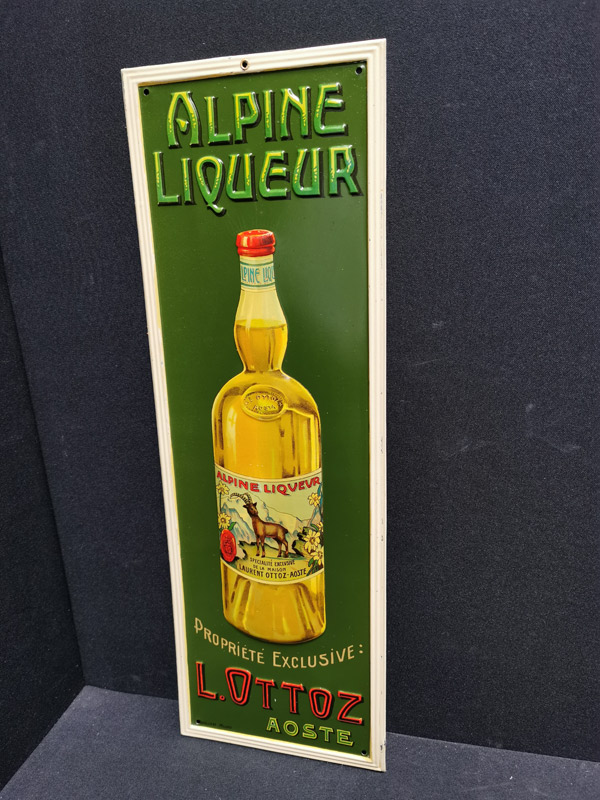 ALPINE
LIQUEUR
ALPINE LIQU
ALPINE LIQUEUR
SPÉCIALITÉ EXCLUSIVE
DE LA MAISON
LAURENT OTTOZ-AOSTE
PROPRIÉTÉ EXCLUSIVE:
L. OTTOZ
AOSTE